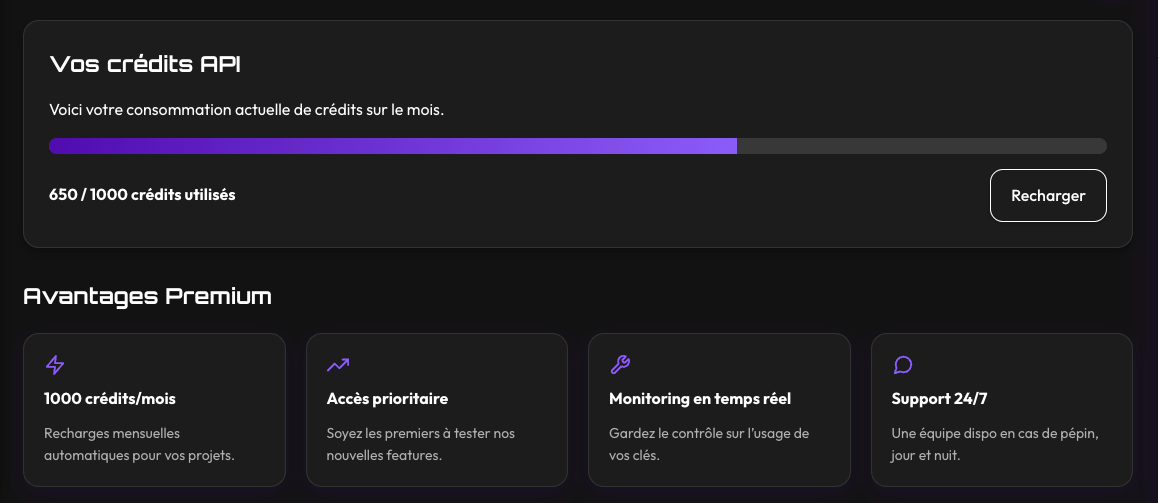 Vos crédits API
Voici votre consommation actuelle de crédits sur le mois.
650 / 1000 crédits utilisés
Recharger
Avantages Premium
1000 crédits/mois
Recharges mensuelles
automatiques pour vos projets.
Accès prioritaire
Soyez les premiers à tester nos
nouvelles features.
Monitoring en temps réel
Gardez le contrôle sur l’usage de
vos clés.
Support 24/7
Une équipe dispo en cas de pépin,
jour et nuit.